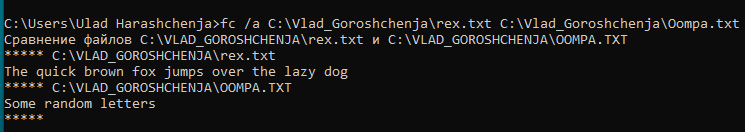 C:\Users\Ulad Harashchenja>fc /a C:\Vlad_Goroshchenja\rex.txt C:\Vlad_Goroshchenja\Oompa.txt
Сравнение файлов C:\VLAD_GOROSHCHENJA\rex.txt и C:\VLAD_GOROSHCHENJA\OOMPA.TXT
***** C:\VLAD_GOROSHCHENJA\rex.txt
The quick brown fox jumps over the lazy dog
***** C:\VLAD_GOROSHCHENJA\OOMPA.TXT
Some random letters
*****